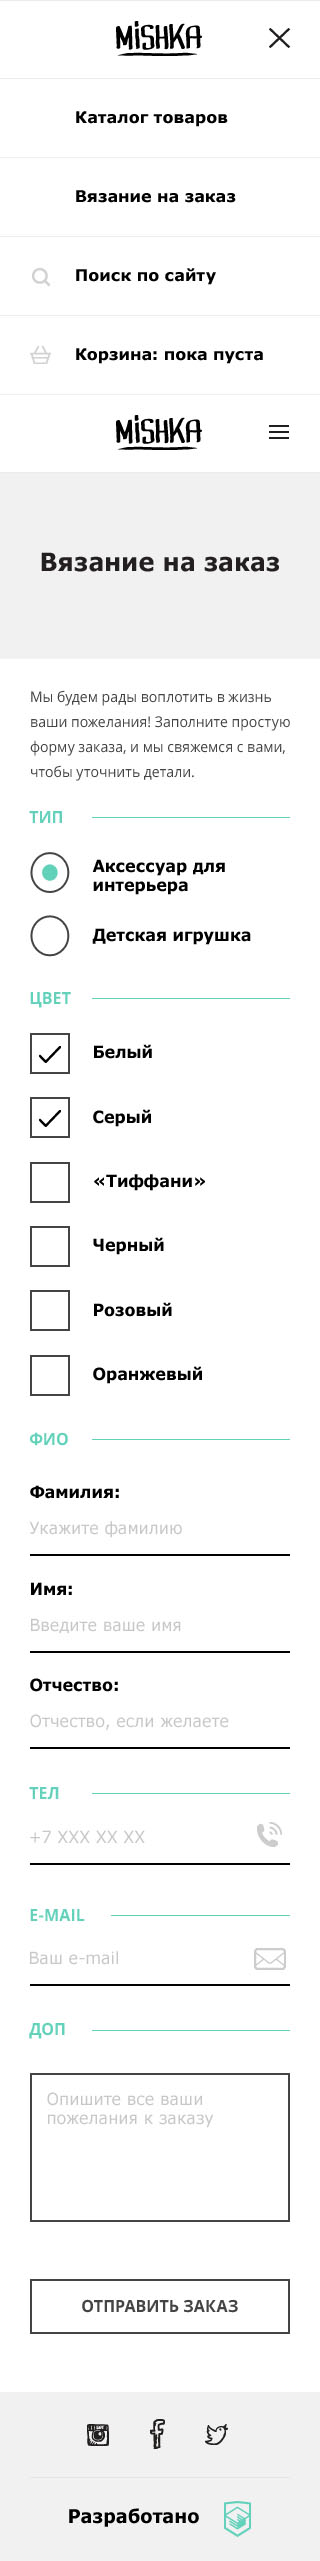 MiSHKA
Каталог товаров
Вязание на заказ
Поиск по сайту
Корзина: пока пуста
MiSHKA
Вязание на заказ
Мы будем рады воплотить в жизнь
ваши пожелания! Заполните простую
форму заказа, и мы свяжемся с вами,
чтобы уточнить детали.
ТИП
Аксессуар для
интерьера
Детская игрушка
ЦВЕТ
Белый
Серый
«Тиффани»
Черный
Розовый
Оранжевый
ФИО
Фамилия:
Укажите фамилию
Имя:
Введите ваше имя
Отчество:
Отчество, если желаете
ТЕЛ
+7 XXX XX XX
E-MAIL
Ваш e-mail
ДОП
Опишите все ваши
пожелания к заказу
ОТПРАВИТЬ ЗАКАЗ
Разработано